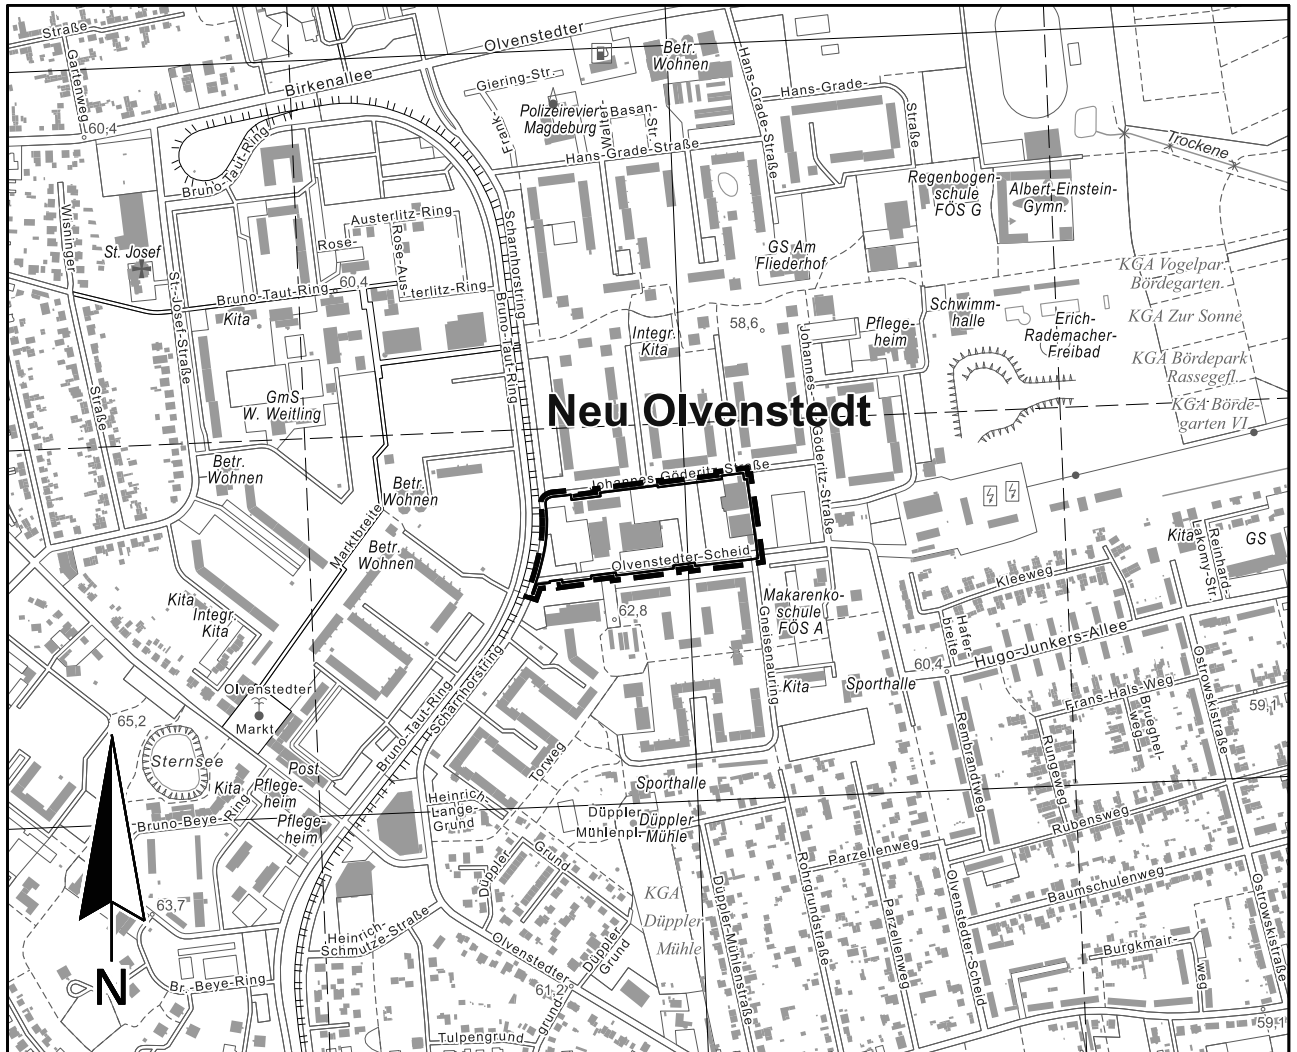 Straße
Gartenweg
60,4
Birkenallee
Olvenstedter
Giering-Str.
Frank-
Polizeirevier
Magdeburg
Walter-
Basan-
Str.
Betr.
Wohnen
Hans-Grade-Straße
Hans-Grade-
Straße
Hans-Grade-Straße
Trockene
Bruno-Taut-Ring
Wisninger
Straße
St. Josef
St.-Josef-Straße
Austerlitz-Ring
Rose-
Rose-Aus-
terlitz-Ring
Bruno-Taut-Ring
60,4
Kita
Scharnhorstring
Bruno-Taut-Ring
Regenbogen-
schule
FÖS G
Albert-Einstein-
Gymn.
GS Am
Fliederhof
KGA Vogelpar.
Bördegarten
KGA Zur Sonne
KGA Bördepark
Rassegefl.
KGA Börde-
garten VI
Schwimm-
halle
Erich-
Rademacher-
Freibad
Pflege-
heim
58,6
Integr.
Kita
Johannes-
Göderitz-Straße
GmS
W. Weitling
Neu Olvenstedt
Betr.
Wohnen
Betr.
Wohnen
Betr.
Wohnen
Marktbreite
Johannes-Göderitz-Straße
Olvenstedter-Scheid
Kita
GS
Reinhard-
Lakomy-Str.
Kleeweg
Kita
Integr.
Kita
62,8
Makarenko-
schule
FÖS A
Gneisenauring
Hafer-
breite
Hugo-Junkers-Allee
60,4
Kita
Sporthalle
Olvenstedter
Markt
65,2
Sternsee
Bruno-Taut-Ring
Scharnhorstring
Torweg
Frans-Hals-Weg
Brueghel-
weg
Ostrowskistraße
59,1
Rembrandtweg
Rungeweg
Rubensweg
Post
Kita
Pflege-
heim
Pflege-
heim
Bruno-Beye-Ring
Heinrich-
Lange-
Grund
Sporthalle
Düppler
Mühlenpl.
Düppler
Mühle
Düppler
Grund
Parzellenweg
Parzellenweg
Rohrgrundstraße
Düppler-Mühlenstraße
Olvenstedter-Scheid
Baumschulenweg
Ostrowskistraße
Burgkmair-
weg
KGA
Düppler
Mühle
63,7
N
Br.-Beye-Ring
Heinrich-
Schmutze-Straße
Olvenstedter
grund
Düppler
Grund
61,2
Tulpengrund
59,1